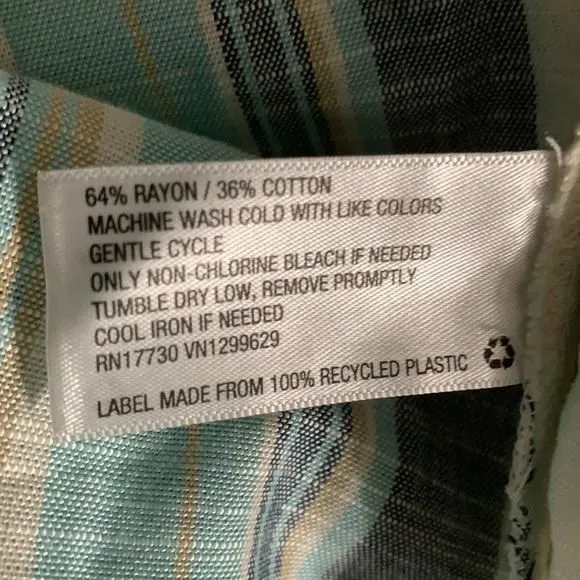 64% RAYON / 36% COTTON
MACHINE WASH COLD WITH LIKE COLORS
GENTLE CYCLE
ONLY NON-CHLORINE BLEACH IF NEEDED
TUMBLE DRY LOW, REMOVE PROMPTLY
COOL IRON IF NEEDED
RN17730 VN1299629
LABEL MADE FROM 100% RECYCLED PLASTIC